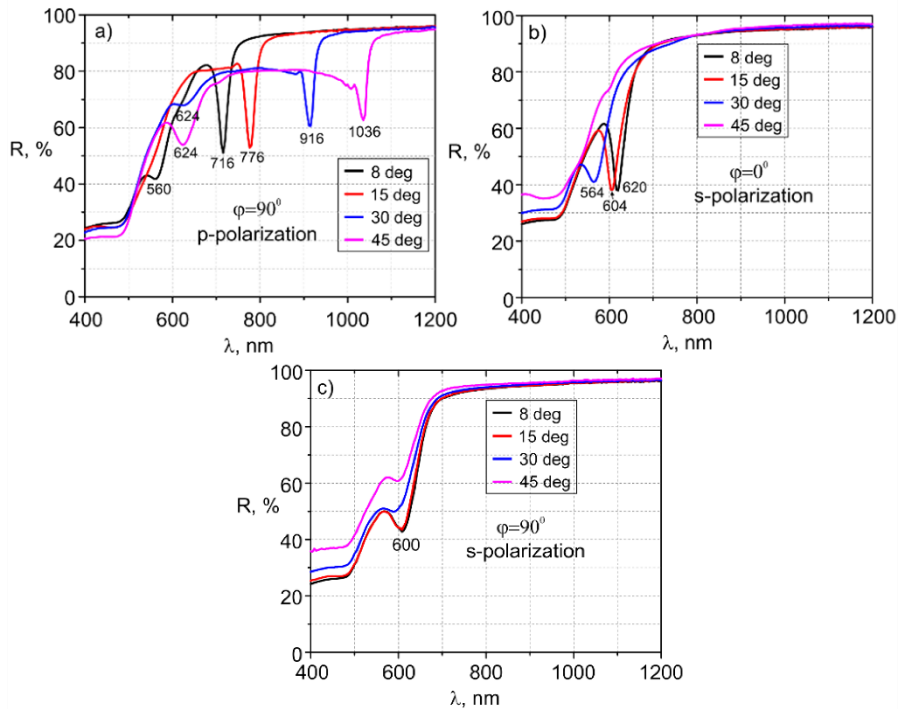 a)
100
80
60
40
20
0
R, %
400 500 600 700 800 900 1000 1100 1200
λ, nm
560
624
624
716
776
916
1036
φ=90⁰
p-polarization
8 deg
15 deg
30 deg
45 deg
b)
100
80
60
40
20
0
R, %
400 600 800 1000 1200
λ, nm
564
604
620
φ=0⁰
s-polarization
8 deg
15 deg
30 deg
45 deg
c)
100
80
60
40
20
0
R, %
400 600 800 1000 1200
λ, nm
600
φ=90⁰
s-polarization
8 deg
15 deg
30 deg
45 deg